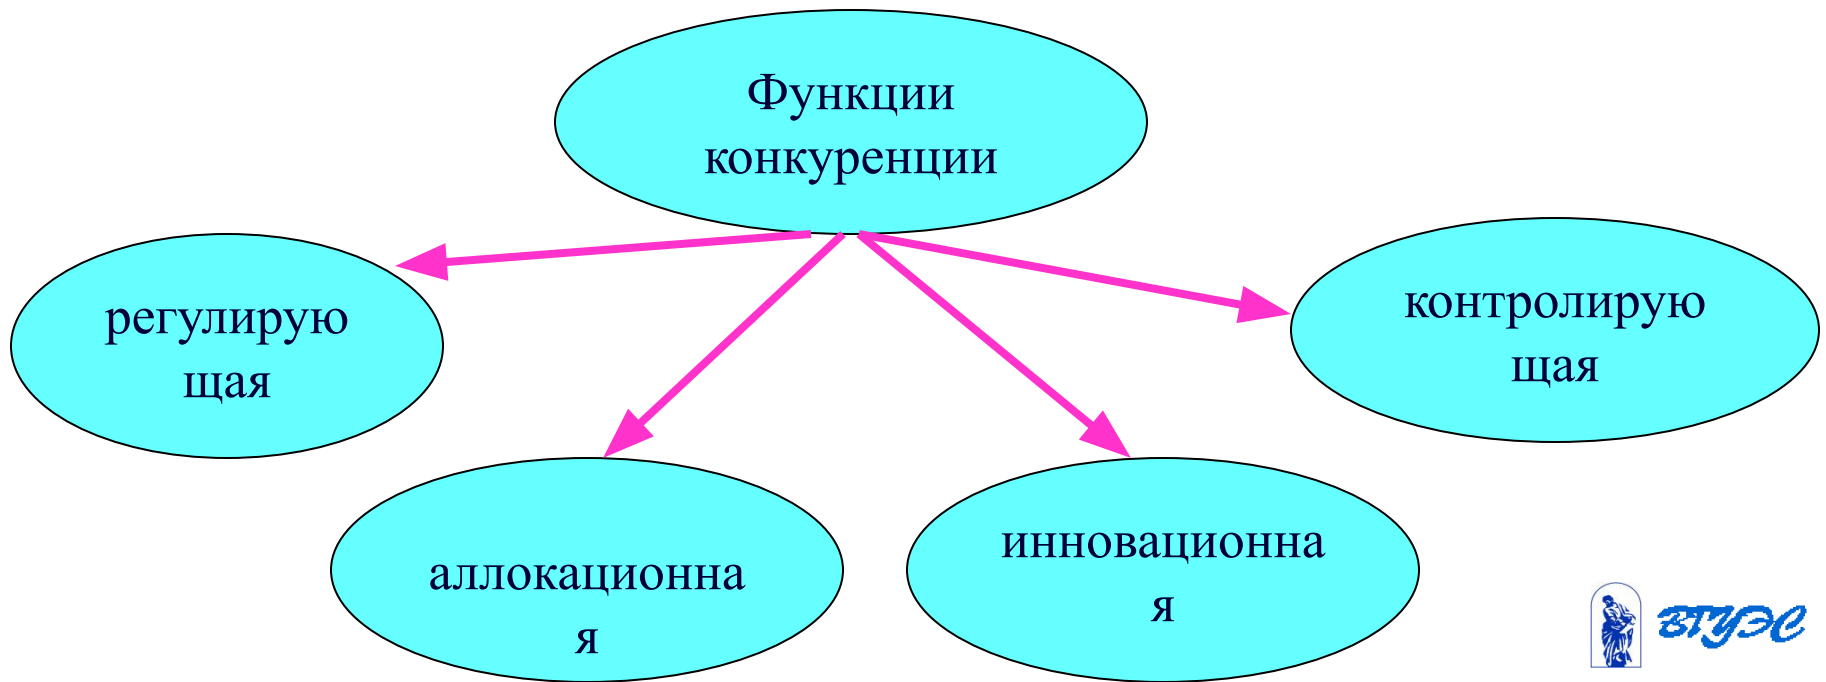 Функции
конкуренции
регулирую
щая
контролирую
щая
аллокационна
я
инновационна
я
ВГУЭС